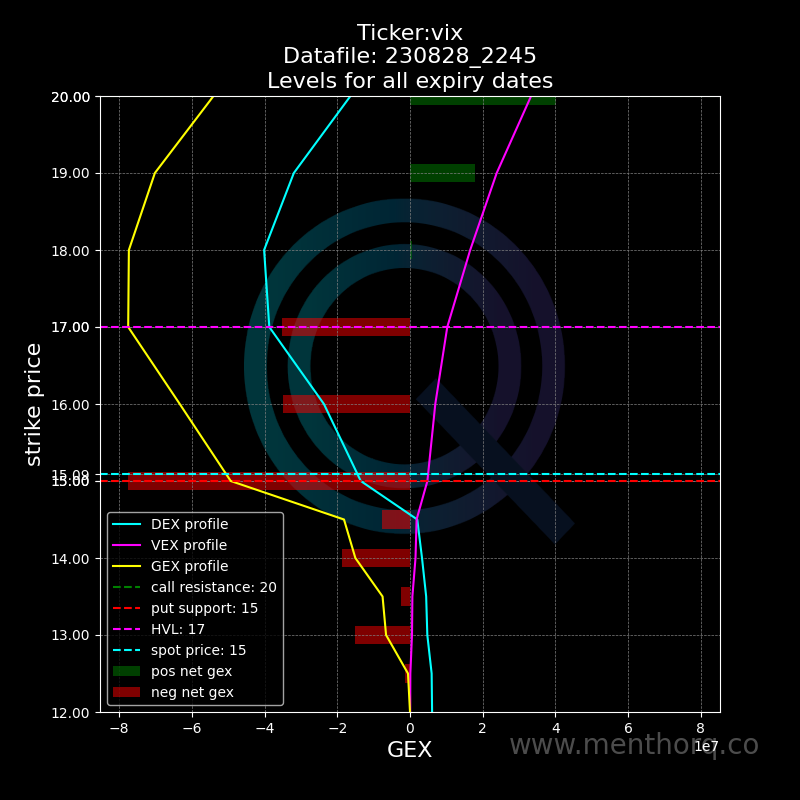 Ticker:vix
Datafile: 230828_2245
Levels for all expiry dates
20.00
19.00
18.00
17.00
16.00
15.09
15.00
14.00
13.00
12.00
strike price
DEX profile
VEX profile
GEX profile
call resistance: 20
put support: 15
HVL: 17
spot price: 15
pos net gex
neg net gex
−8 −6 −4 −2 0 2 4 6 8
1e7
GEX
www.menthorq.co